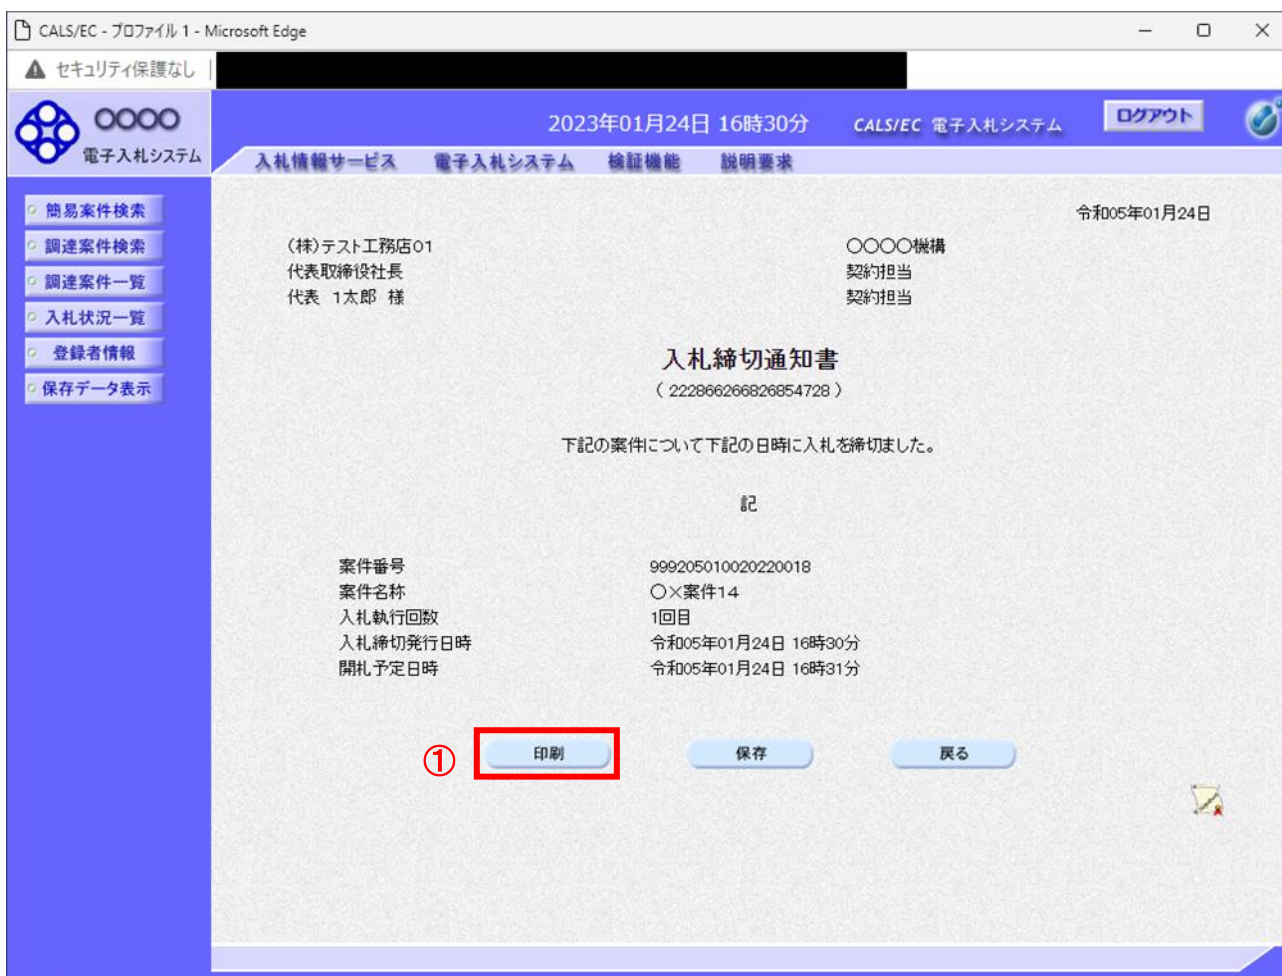 CALS/EC - プロファイル 1 - Microsoft Edge
セキュリティ保護なし
〇〇〇〇
電子入札システム
2023年01月24日 16時30分
CALS/EC 電子入札システム
ログアウト
入札情報サービス 電子入札システム 検証機能 説明要求
簡易案件検索
調達案件検索
調達案件一覧
入札状況一覧
登録者情報
保存データ表示
令和05年01月24日
(株)テスト工務店01
代表取締役社長
代表 1太郎 様
〇〇〇〇機構
契約担当
契約担当
入札締切通知書
( 222866266826854728 )
下記の案件について下記の日時に入札を締切ました。
記
案件番号 999205010020220018
案件名称 〇×案件14
入札執行回数 1回目
入札締切発行日時 令和05年01月24日 16時30分
開札予定日時 令和05年01月24日 16時31分
① 印刷 保存 戻る